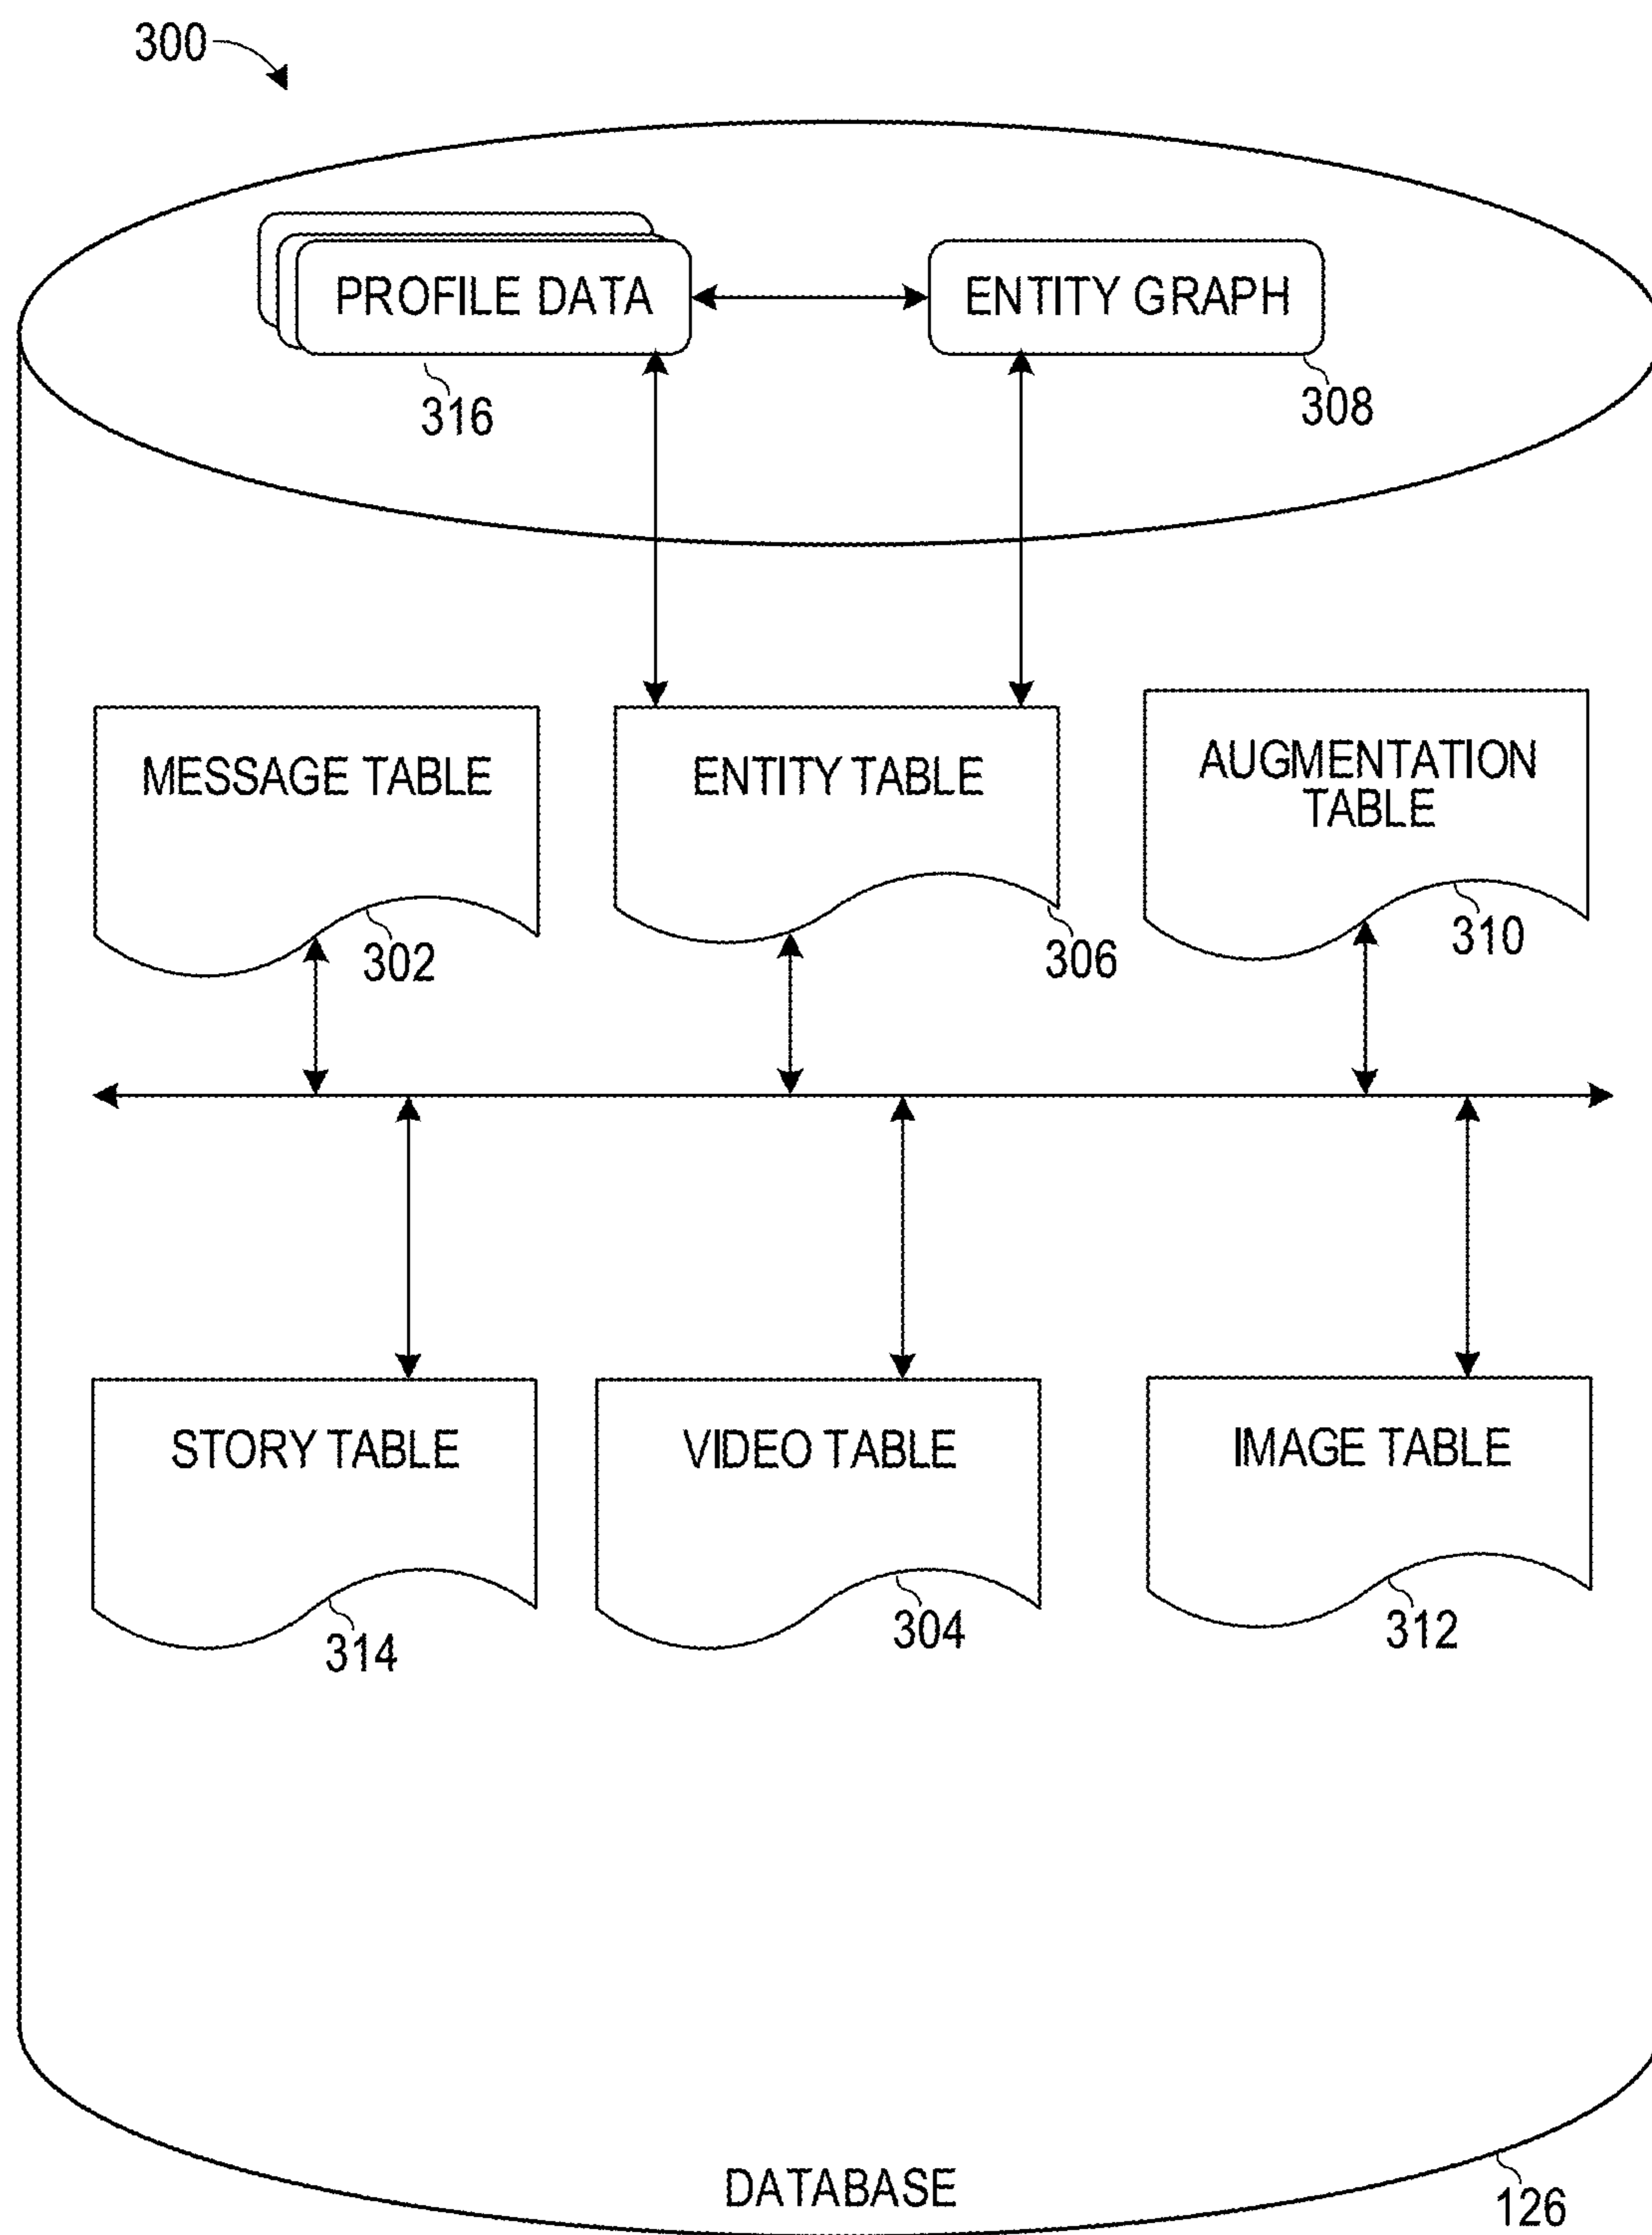 300
PROFILE DATA
ENTITY GRAPH
316
308
MESSAGE TABLE
ENTITY TABLE
AUGMENTATION
TABLE
302
306
310
STORY TABLE
VIDEO TABLE
IMAGE TABLE
314
304
312
DATABASE
126